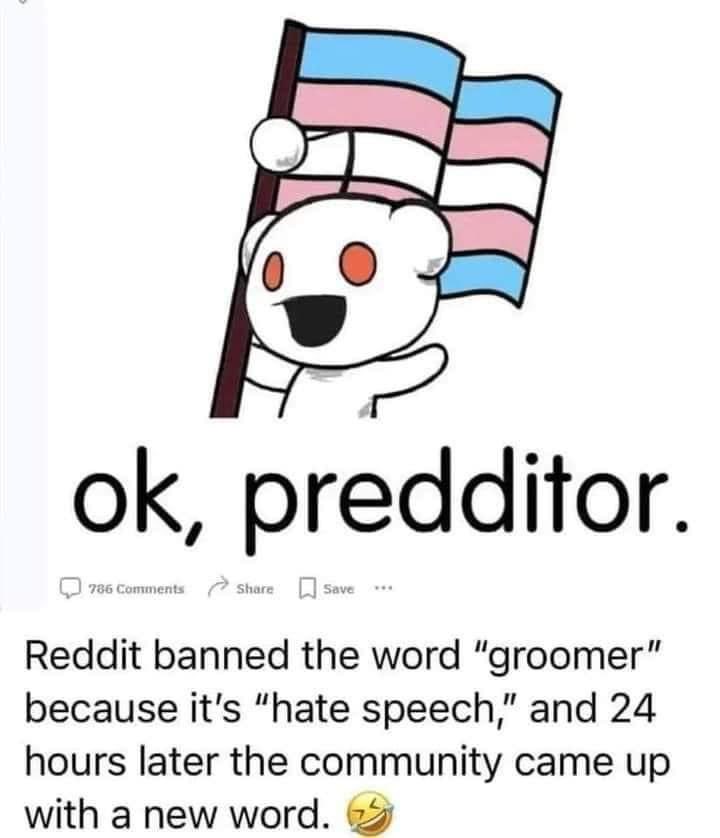 ok, predditor.
786 Comments Share Save ...
Reddit banned the word "groomer"
because it's "hate speech," and 24
hours later the community came up
with a new word. 🤣